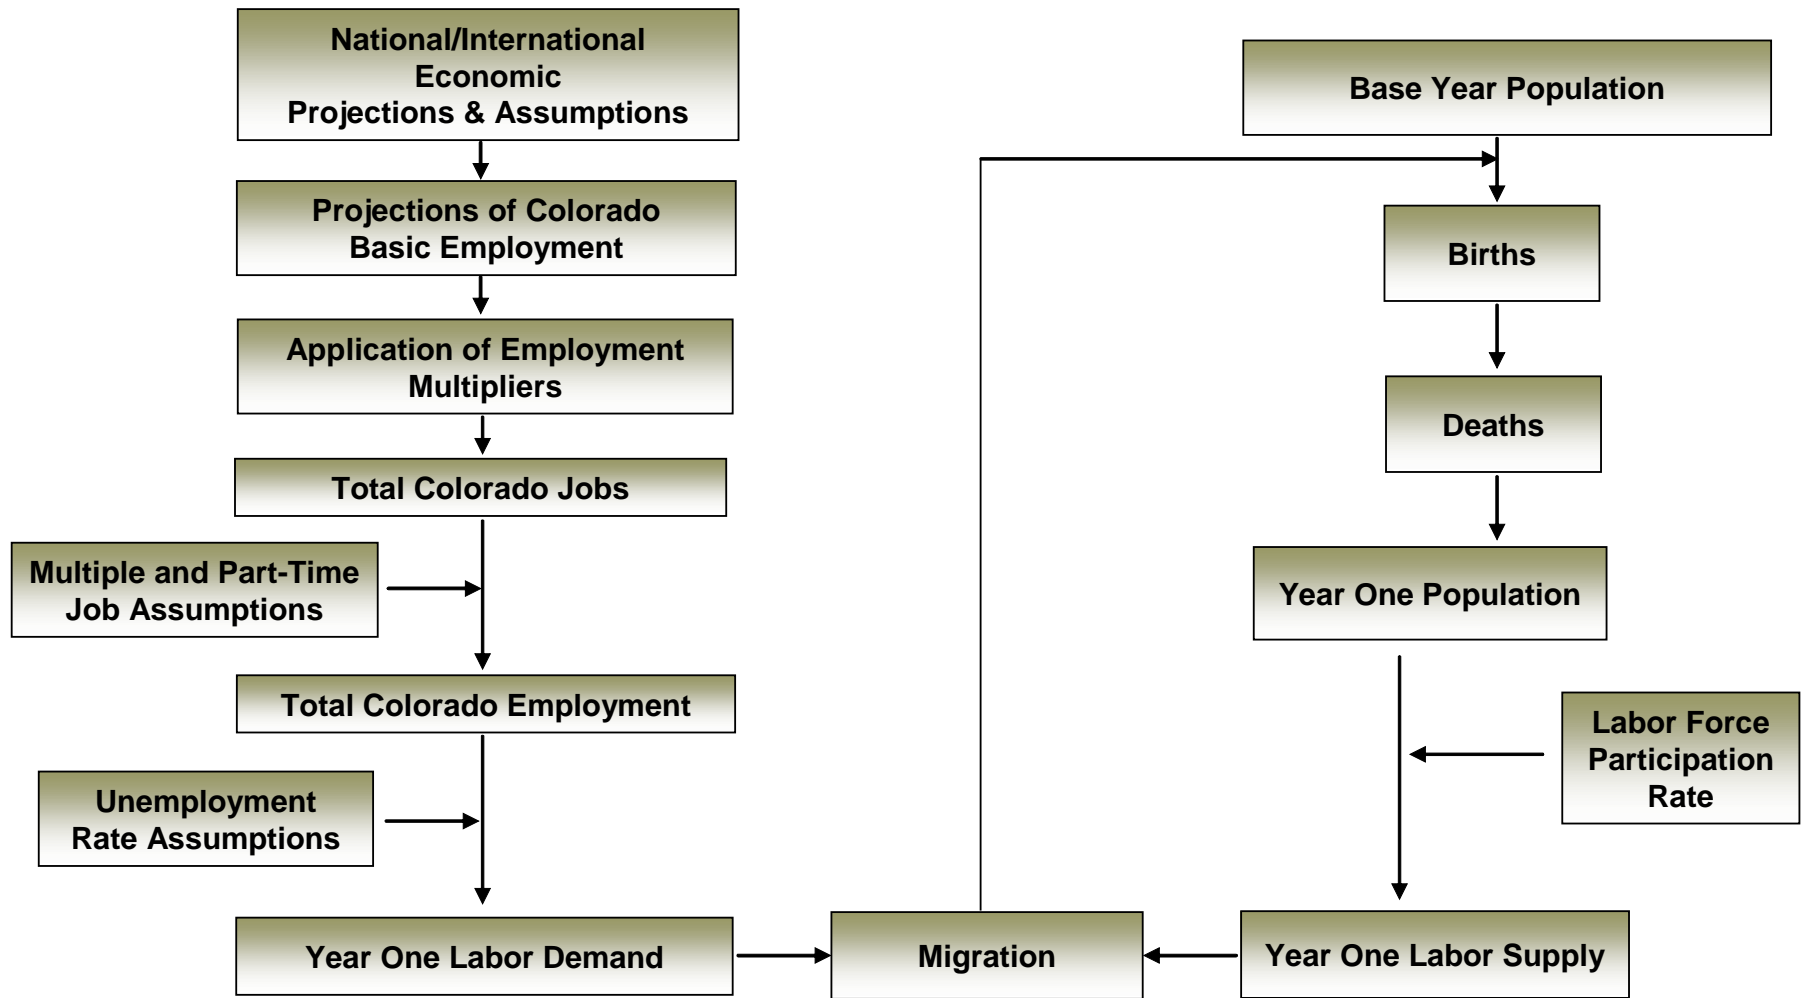 National/International
Economic
Projections & Assumptions
Base Year Population
Projections of Colorado
Basic Employment
Births
Application of Employment
Multipliers
Deaths
Total Colorado Jobs
Multiple and Part-Time
Job Assumptions
Year One Population
Total Colorado Employment
Labor Force
Participation
Rate
Unemployment
Rate Assumptions
Year One Labor Demand
Migration
Year One Labor Supply